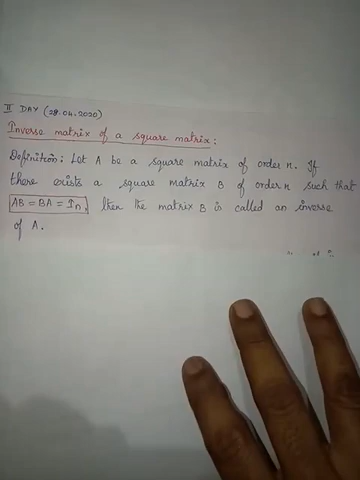 II DAY (28.04.2020)
Inverse matrix of a square matrix:
Definition: Let A be a square matrix of order n. If
there exists a square matrix B of order n such that
AB = BA = In, then the matrix B is called an inverse
of A.